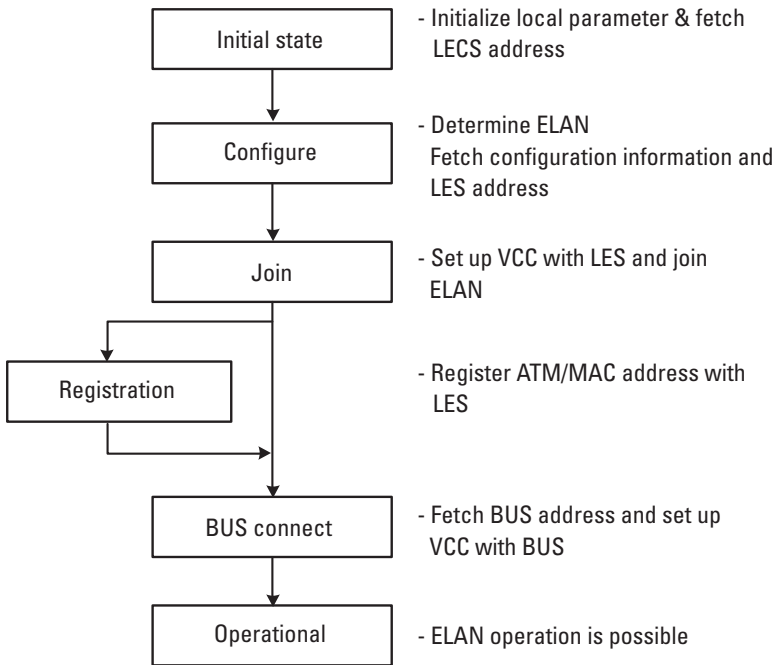 Initial state
- Initialize local parameter & fetch
LECS address
Configure
- Determine ELAN
Fetch configuration information and
LES address
Join
- Set up VCC with LES and join
ELAN
Registration
- Register ATM/MAC address with
LES
BUS connect
- Fetch BUS address and set up
VCC with BUS
Operational
- ELAN operation is possible